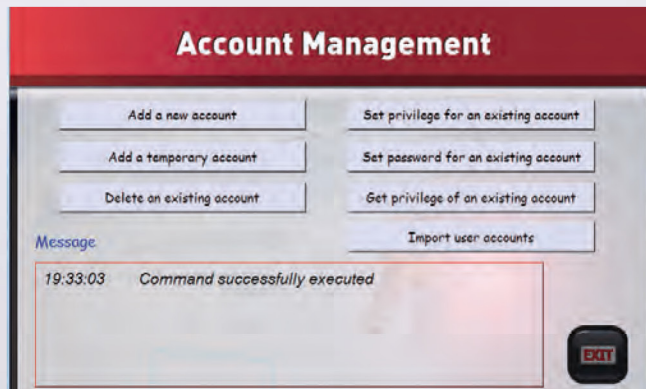 Account Management
Add a new account
Set privilege for an existing account
Add a temporary account
Set password for an existing account
Delete an existing account
Get privilege of an existing account
Message
Import user accounts
19:33:03 Command successfully executed
EXIT